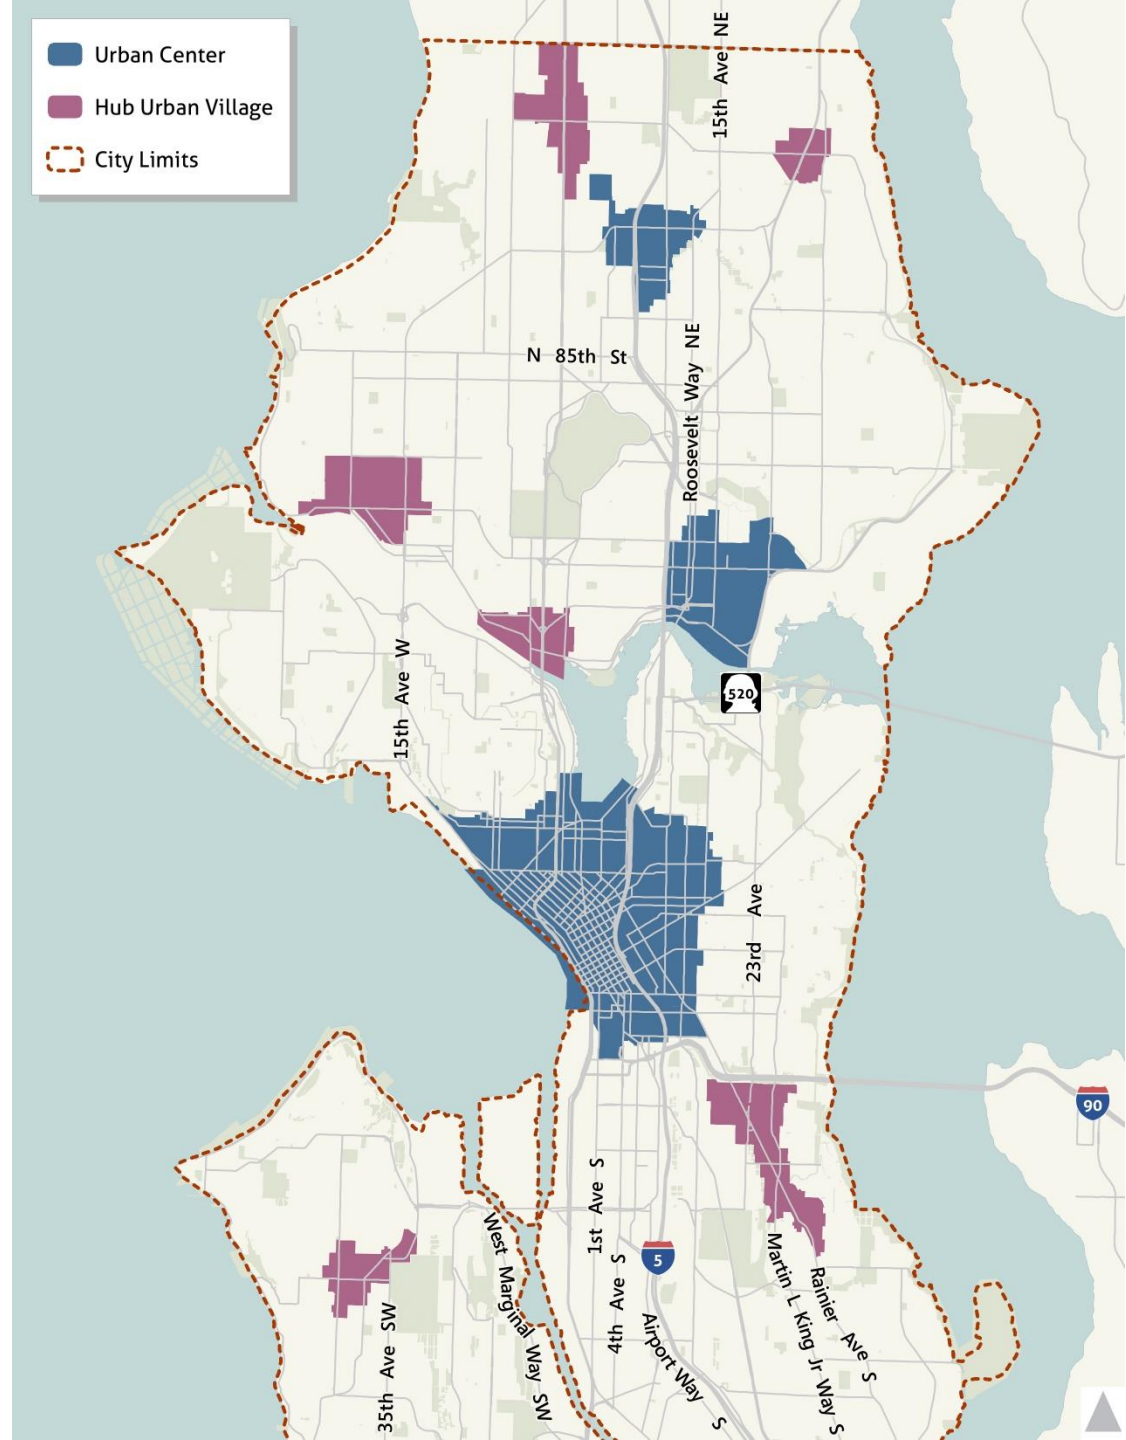 Urban Center
Hub Urban Village
City Limits
15th Ave NE
N 85th St
Roosevelt Way NE
15th Ave W
520
23rd Ave
90
1st Ave S
West Marginal Way SW
5
4th Ave S
Airport Way S
Martin L King Jr Way S
Rainier Ave S
35th Ave SW